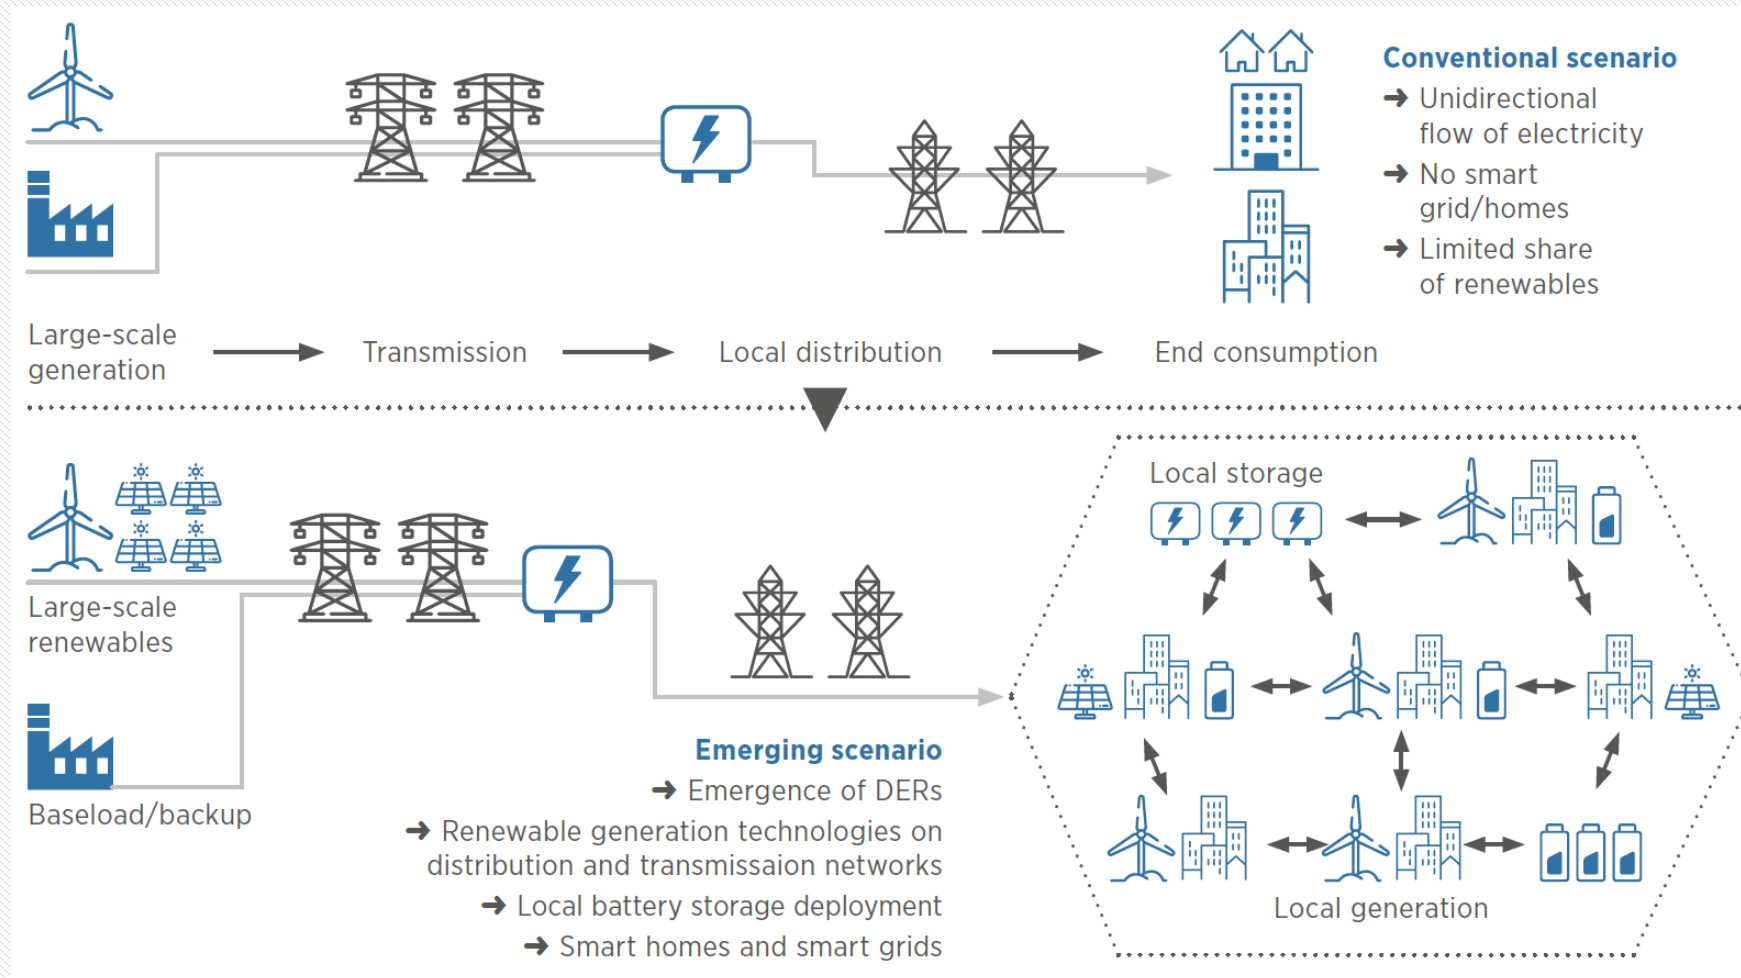 Conventional scenario
➜ Unidirectional
flow of electricity
➜ No smart
grid/homes
➜ Limited share
of renewables
Large-scale
generation
Transmission
Local distribution
End consumption
Large-scale
renewables
Baseload/backup
Emerging scenario
➜ Emergence of DERs
➜ Renewable generation technologies on
distribution and transmissaion networks
➜ Local battery storage deployment
➜ Smart homes and smart grids
Local storage
Local generation